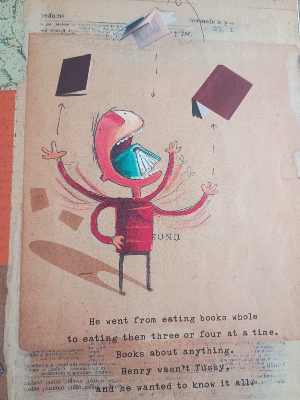 He went from eating books whole
to eating them three or four at a time.
Books about anything.
Henry wasn't fussy,
and he wanted to know it all.